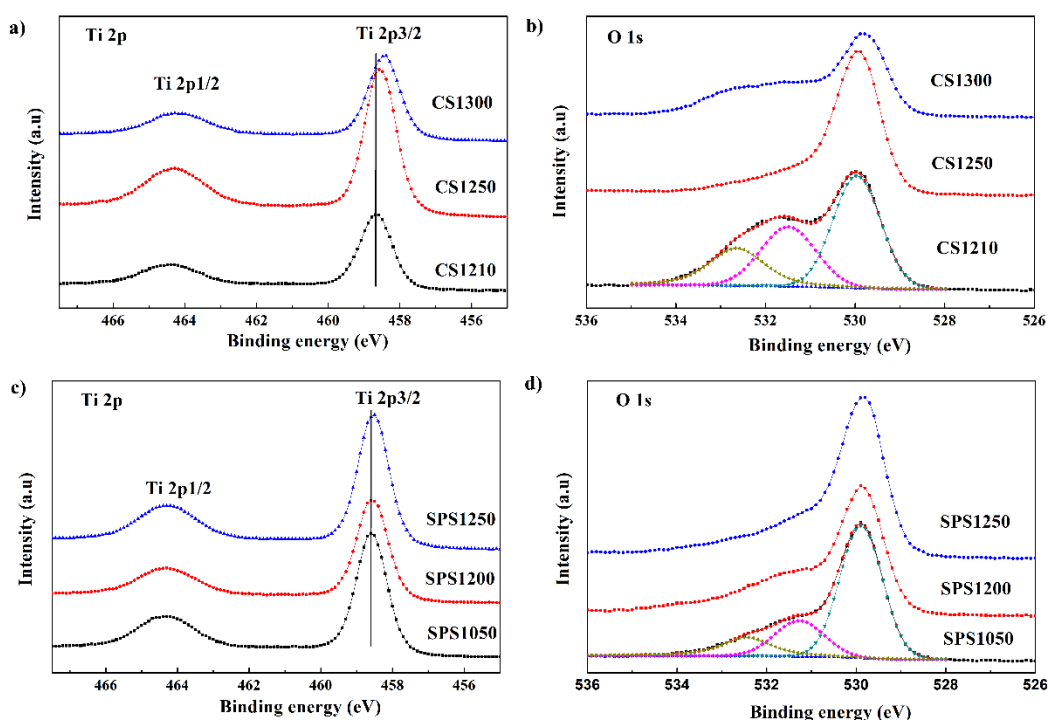 a)
Ti 2p
Ti 2p3/2
Ti 2p1/2
CS1300
CS1250
CS1210
Intensity (a.u)
466 464 462 460 458 456
Binding energy (eV)
b)
O 1s
CS1300
CS1250
CS1210
Intensity (a.u)
536 534 532 530 528 526
Binding energy (eV)
c)
Ti 2p
Ti 2p3/2
Ti 2p1/2
SPS1250
SPS1200
SPS1050
Intensity (a.u)
466 464 462 460 458 456
Binding energy (eV)
d)
O 1s
SPS1250
SPS1200
SPS1050
Intensity (a.u)
536 534 532 530 528 526
Binding energy (eV)